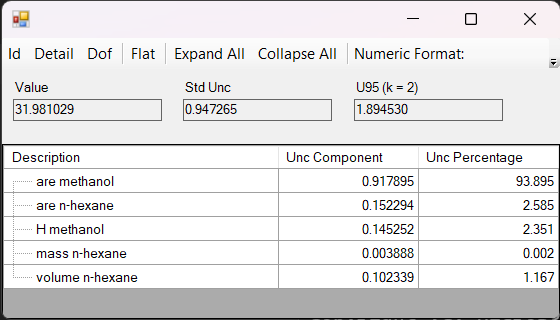 Id Detail Dof Flat Expand All Collapse All Numeric Format:
Value Std Unc U95 (k = 2)
31.981029 0.947265 1.894530
Description Unc Component Unc Percentage
are methanol 0.917895 93.895
are n-hexane 0.152294 2.585
H methanol 0.145252 2.351
mass n-hexane 0.003888 0.002
volume n-hexane 0.102339 1.167